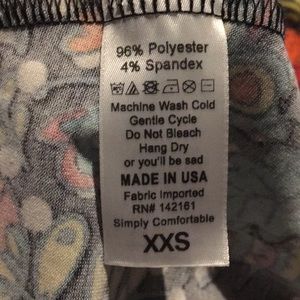 96% Polyester
4% Spandex
Machine Wash Cold
Gentle Cycle
Do Not Bleach
Hang Dry
or you'll be sad
MADE IN USA
Fabric Imported
RN# 142161
Simply Comfortable
XXS